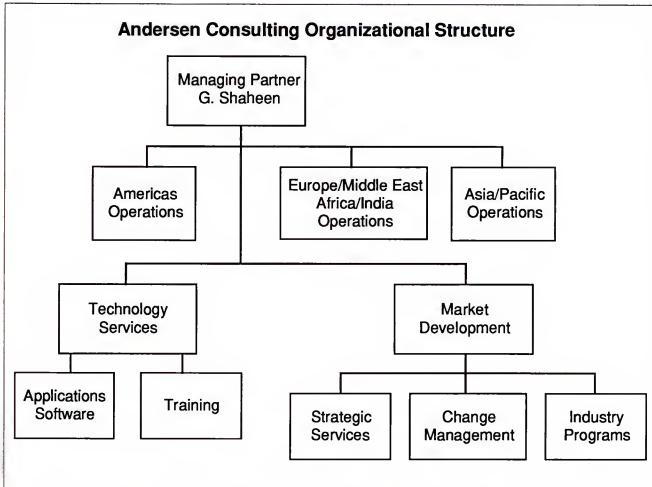 Andersen Consulting Organizational Structure
Managing Partner
G. Shaheen
Americas
Operations
Europe/Middle East
Africa/India
Operations
Asia/Pacific
Operations
Technology
Services
Market
Development
Applications
Software
Training
Strategic
Services
Change
Management
Industry
Programs